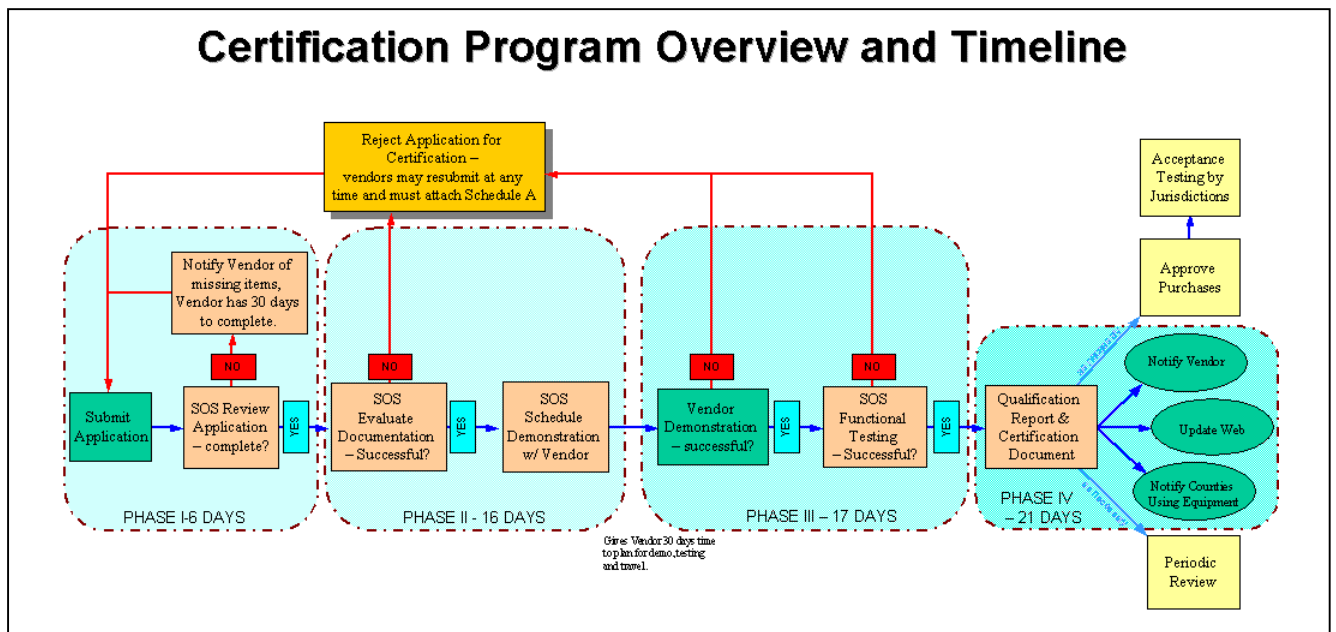 Certification Program Overview and Timeline
Reject Application for
Certification –
vendors may resubmit at any
time and must attach Schedule A
Acceptance
Testing by
Jurisdictions
Notify Vendor of
missing items,
Vendor has 30 days
to complete.
Approve
Purchases
NO
NO
NO
NO
Submit
Application
SOS Review
Application
– complete?
YES
SOS
Evaluate
Documentation
– Successful?
YES
SOS
Schedule
Demonstration
w/ Vendor
Vendor
Demonstration
– successful?
YES
SOS
Functional
Testing
– Successful?
YES
Qualification
Report &
Certification
Document
Notify Vendor
Update Web
Notify Counties
Using Equipment
PHASE I-6 DAYS
PHASE II - 16 DAYS
PHASE III – 17 DAYS
PHASE IV
– 21 DAYS
Gives Vendor 30 days time
to plan for demo, testing
and travel.
Periodic
Review